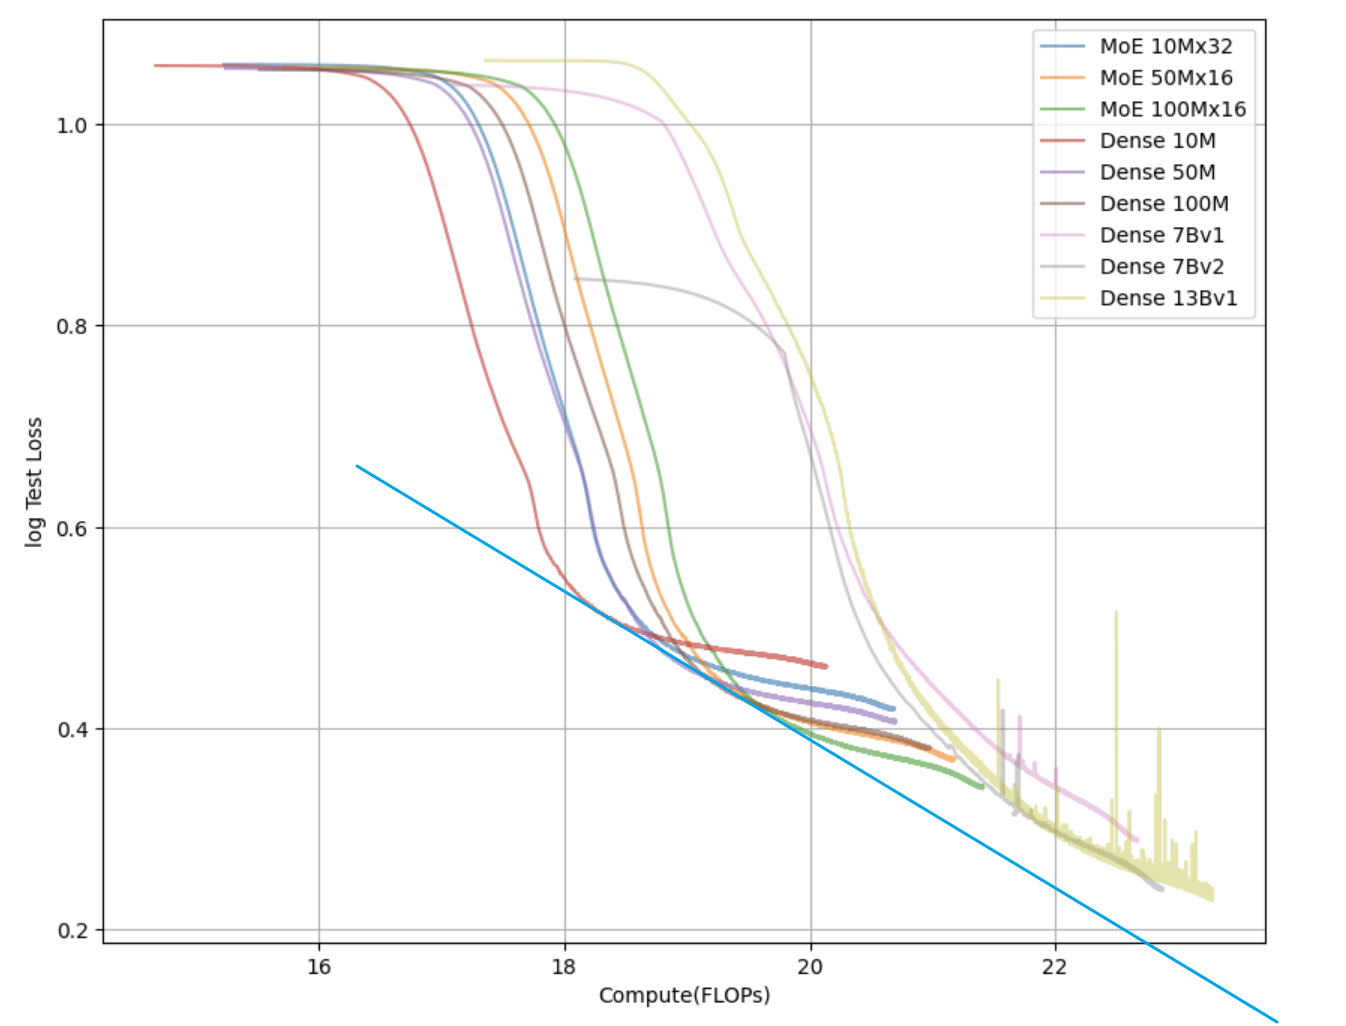 MoE 10Mx32
MoE 50Mx16
MoE 100Mx16
Dense 10M
Dense 50M
Dense 100M
Dense 7Bv1
Dense 7Bv2
Dense 13Bv1
1.0
0.8
0.6
0.4
0.2
log Test Loss
16 18 20 22
Compute(FLOPs)